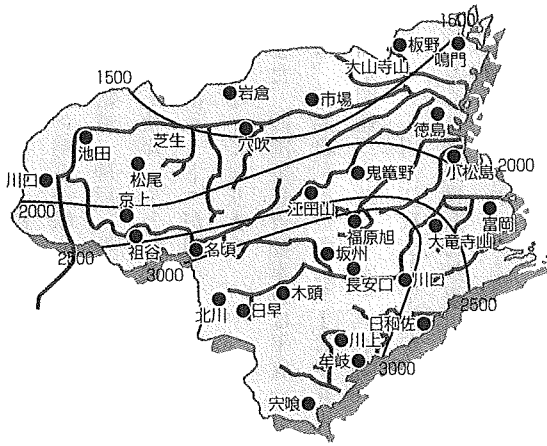 1500
板野
鳴門
大山寺山
1500
岩倉
市場
徳島
芝生
穴吹
池田
松尾
鬼篭野
小松島
2000
川口
京上
江田山
富岡
2000
福原旭
大竜寺山
2500
祖谷
名頃
坂州
3000
長安口
川口
2500
木頭
北川
日早
日和佐
川上
牟岐
3000
宍喰